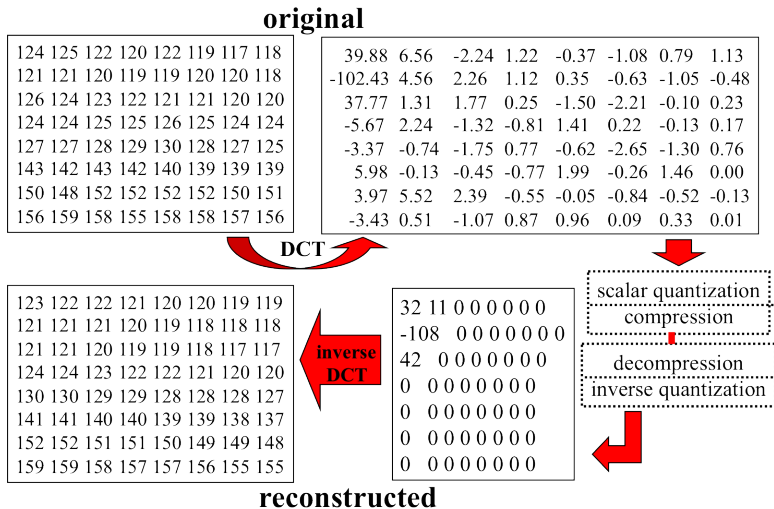 original
124 125 122 120 122 119 117 118
121 121 120 119 119 120 120 118
126 124 123 122 121 121 120 120
124 124 125 125 126 125 124 124
127 127 128 129 130 128 127 125
143 142 143 142 140 139 139 139
150 148 152 152 152 152 150 151
156 159 158 155 158 158 157 156
39.88 6.56 -2.24 1.22 -0.37 -1.08 0.79 1.13
-102.43 4.56 2.26 1.12 0.35 -0.63 -1.05 -0.48
37.77 1.31 1.77 0.25 -1.50 -2.21 -0.10 0.23
-5.67 2.24 -1.32 -0.81 1.41 0.22 -0.13 0.17
-3.37 -0.74 -1.75 0.77 -0.62 -2.65 -1.30 0.76
5.98 -0.13 -0.45 -0.77 1.99 -0.26 1.46 0.00
3.97 5.52 2.39 -0.55 -0.05 -0.84 -0.52 -0.13
-3.43 0.51 -1.07 0.87 0.96 0.09 0.33 0.01
DCT
scalar quantization
compression
decompression
inverse quantization
32 11 0 0 0 0 0 0
-108 0 0 0 0 0 0 0
42 0 0 0 0 0 0 0
0 0 0 0 0 0 0 0
0 0 0 0 0 0 0 0
0 0 0 0 0 0 0 0
0 0 0 0 0 0 0 0
inverse
DCT
123 122 122 121 120 120 119 119
121 121 121 120 119 118 118 118
121 121 120 119 119 118 117 117
124 124 123 122 122 121 120 120
130 130 129 129 128 128 128 127
141 141 140 140 139 139 138 137
152 152 151 151 150 149 149 148
159 159 158 157 157 156 155 155
reconstructed